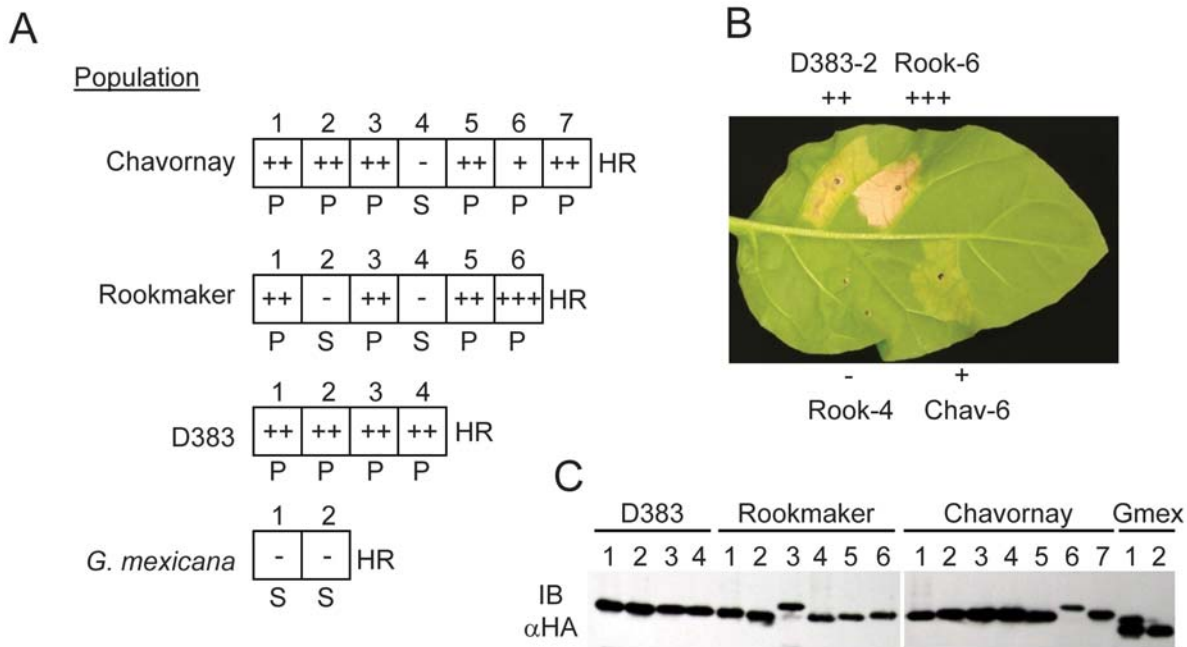 A
Population
1 2 3 4 5 6 7
Chavornay ++ ++ ++ - ++ + ++ HR
P P P S P P P
1 2 3 4 5 6
Rookmaker ++ - ++ - ++ +++ HR
P S P S P P
1 2 3 4
D383 ++ ++ ++ ++ HR
P P P P
1 2
G. mexicana - - HR
S S
B
D383-2 Rook-6
++ +++
- +
Rook-4 Chav-6
C
D383 Rookmaker Chavornay Gmex
1 2 3 4 1 2 3 4 5 6 1 2 3 4 5 6 7 1 2
IB
αHA